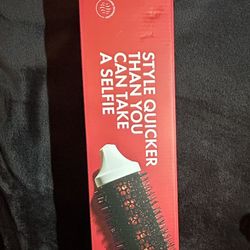 STYLE QUICKER
THAN YOU
CAN TAKE
A SELFIE